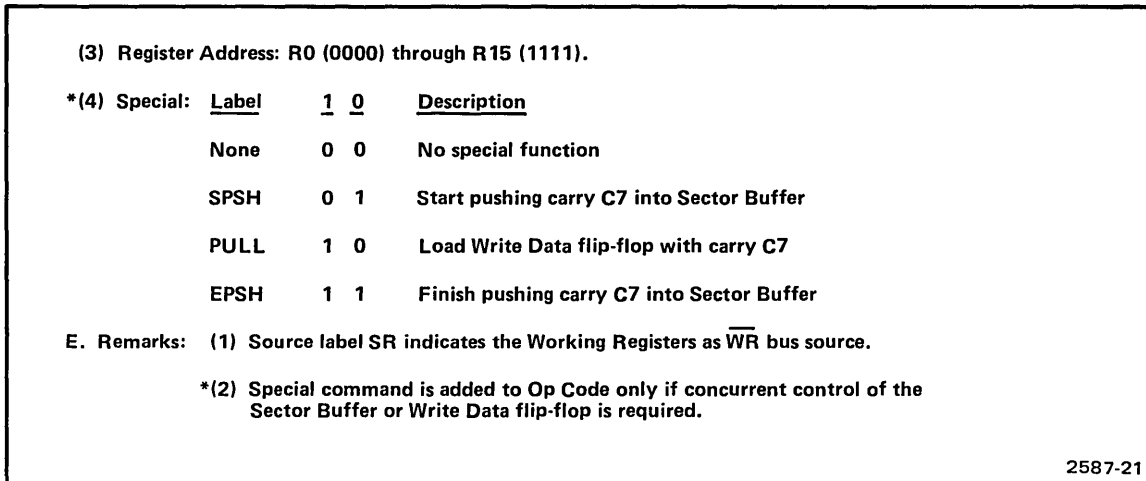 (3) Register Address: R0 (0000) through R15 (1111).
*(4) Special: Label 1 0 Description
None 0 0 No special function
SPSH 0 1 Start pushing carry C7 into Sector Buffer
PULL 1 0 Load Write Data flip-flop with carry C7
EPSH 1 1 Finish pushing carry C7 into Sector Buffer
E. Remarks: (1) Source label SR indicates the Working Registers as W̅R̅ bus source.
*(2) Special command is added to Op Code only if concurrent control of the
Sector Buffer or Write Data flip-flop is required.
2587-21